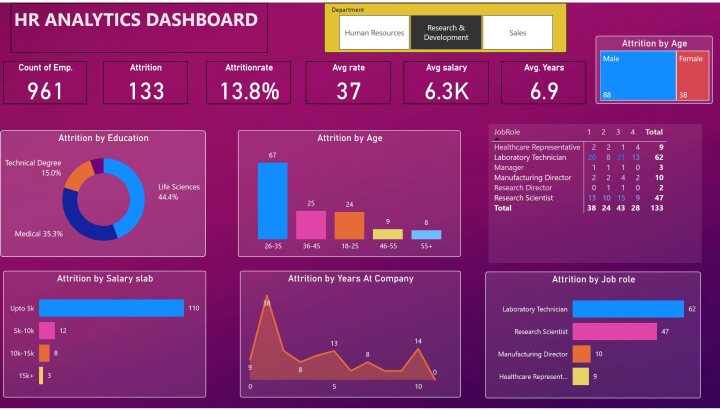 HR ANALYTICS DASHBOARD
Department
Human Resources
Research &
Development
Sales
Count of Emp.
961
Attrition
133
Attritionrate
13.8%
Avg rate
37
Avg salary
6.3K
Avg. Years
6.9
Attrition by Age
Male
88
Female
38
Attrition by Education
Technical Degree
15.0%
Life Sciences
44.4%
Medical 35.3%
Attrition by Age
67
25
24
9
8
26-35
36-45
18-25
46-55
55+
JobRole 1 2 3 4 Total
Healthcare Representative 2 2 1 4 9
Laboratory Technician 20 8 21 13 62
Manager 1 1 1 0 3
Manufacturing Director 2 2 4 2 10
Research Director 0 1 1 0 2
Research Scientist 13 10 15 9 47
Total 38 24 43 28 133
Attrition by Salary slab
Upto 5k 110
5k-10k 12
10k-15k 8
15k+ 3
Attrition by Years At Company
38
9
8
13
8
14
0
0 5 10
Attrition by Job role
Laboratory Technician 62
Research Scientist 47
Manufacturing Director 10
Healthcare Represent... 9